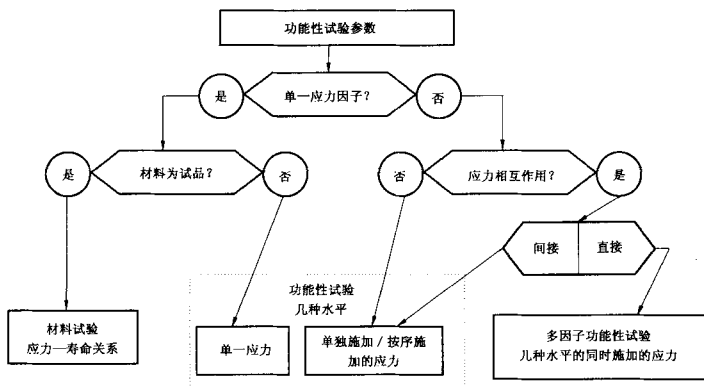 功能性试验参数
是
单一应力因子？
否
是
材料为试品？
否
否
应力相互作用？
是
间接
直接
功能性试验
几种水平
材料试验
应力—寿命关系
单一应力
单独施加/按序施
加的应力
多因子功能性试验
几种水平的同时施加的应力